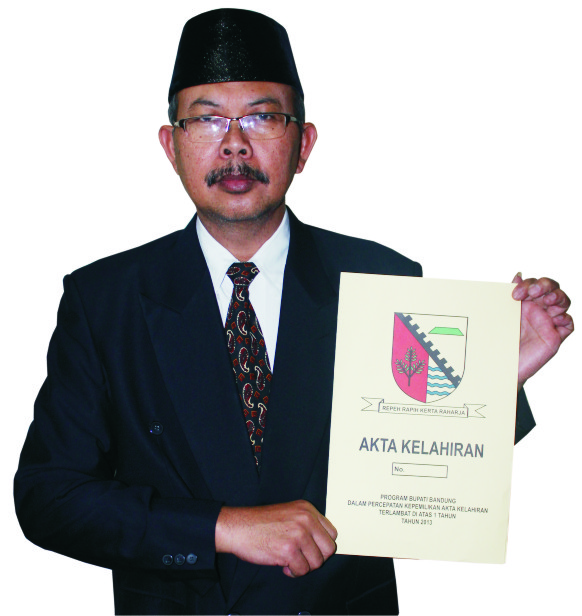 REPEH RAPIH KERTA RAHARJA
AKTA KELAHIRAN
No.
PROGRAM BUPATI BANDUNG
DALAM PERCEPATAN KEPEMILIKAN AKTA KELAHIRAN
TERLAMBAT DI ATAS 1 TAHUN
TAHUN 2013